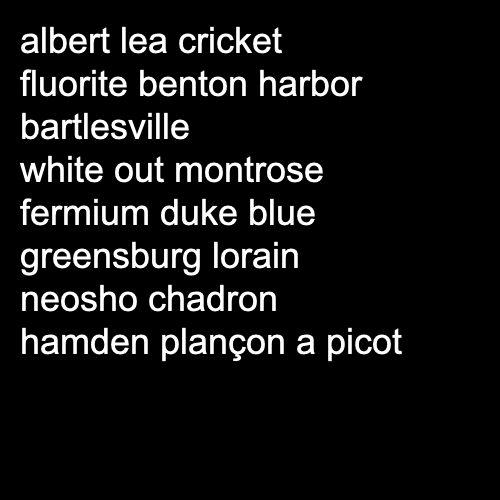 albert lea cricket
fluorite benton harbor
bartlesville
white out montrose
fermium duke blue
greensburg lorain
neosho chadron
hamden plançon a picot